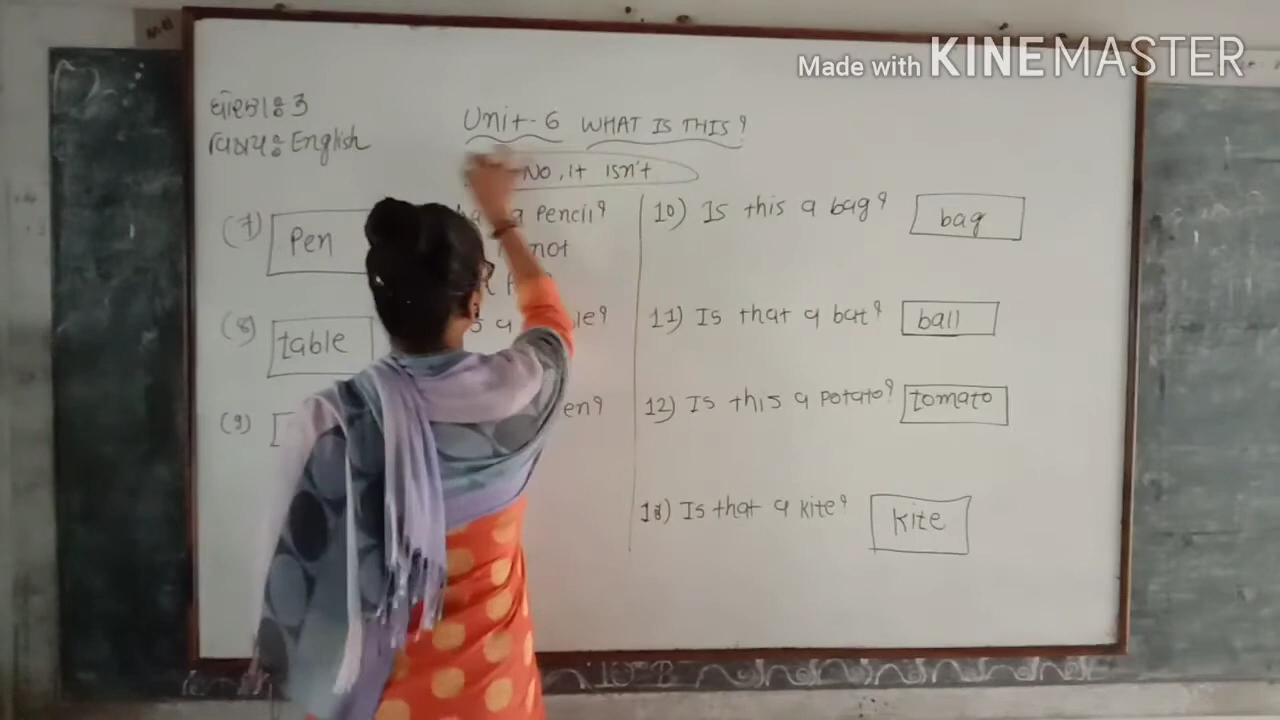 Made with KINEMASTER
ધોરણઃ 3
વિષયઃ English
Unit-6 WHAT IS THIS?
No, it isn't
(7) Pen
a pencil?
not
(8) table
a
(9)
10) Is this a bag? bag
11) Is that a bat? ball
12) Is this a potato? tomato
Is that a kite? kite